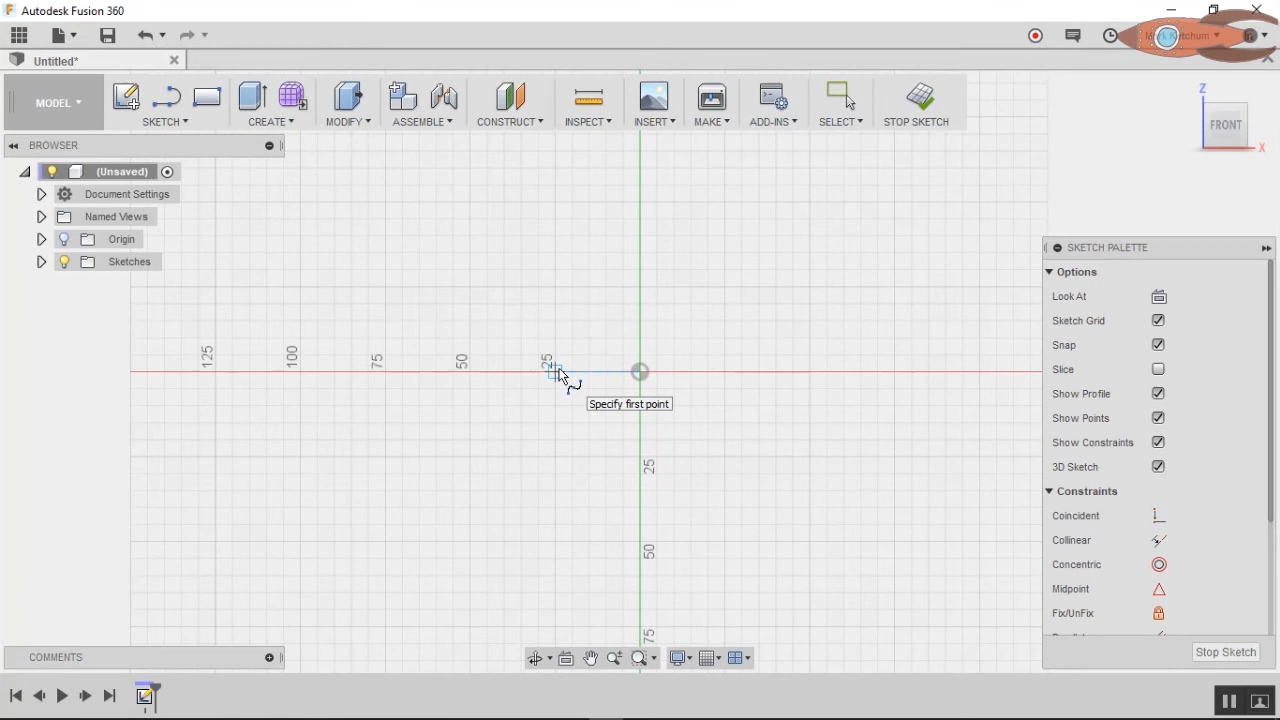 Autodesk Fusion 360
Mark Ketchum
Untitled*
MODEL
SKETCH
CREATE
MODIFY
ASSEMBLE
CONSTRUCT
INSPECT
INSERT
MAKE
ADD-INS
SELECT
STOP SKETCH
Z
FRONT
X
BROWSER
(Unsaved)
Document Settings
Named Views
Origin
Sketches
125
100
75
50
25
Specify first point
25
50
75
SKETCH PALETTE
Options
Look At
Sketch Grid
Snap
Slice
Show Profile
Show Points
Show Constraints
3D Sketch
Constraints
Coincident
Collinear
Concentric
Midpoint
Fix/UnFix
Stop Sketch
COMMENTS